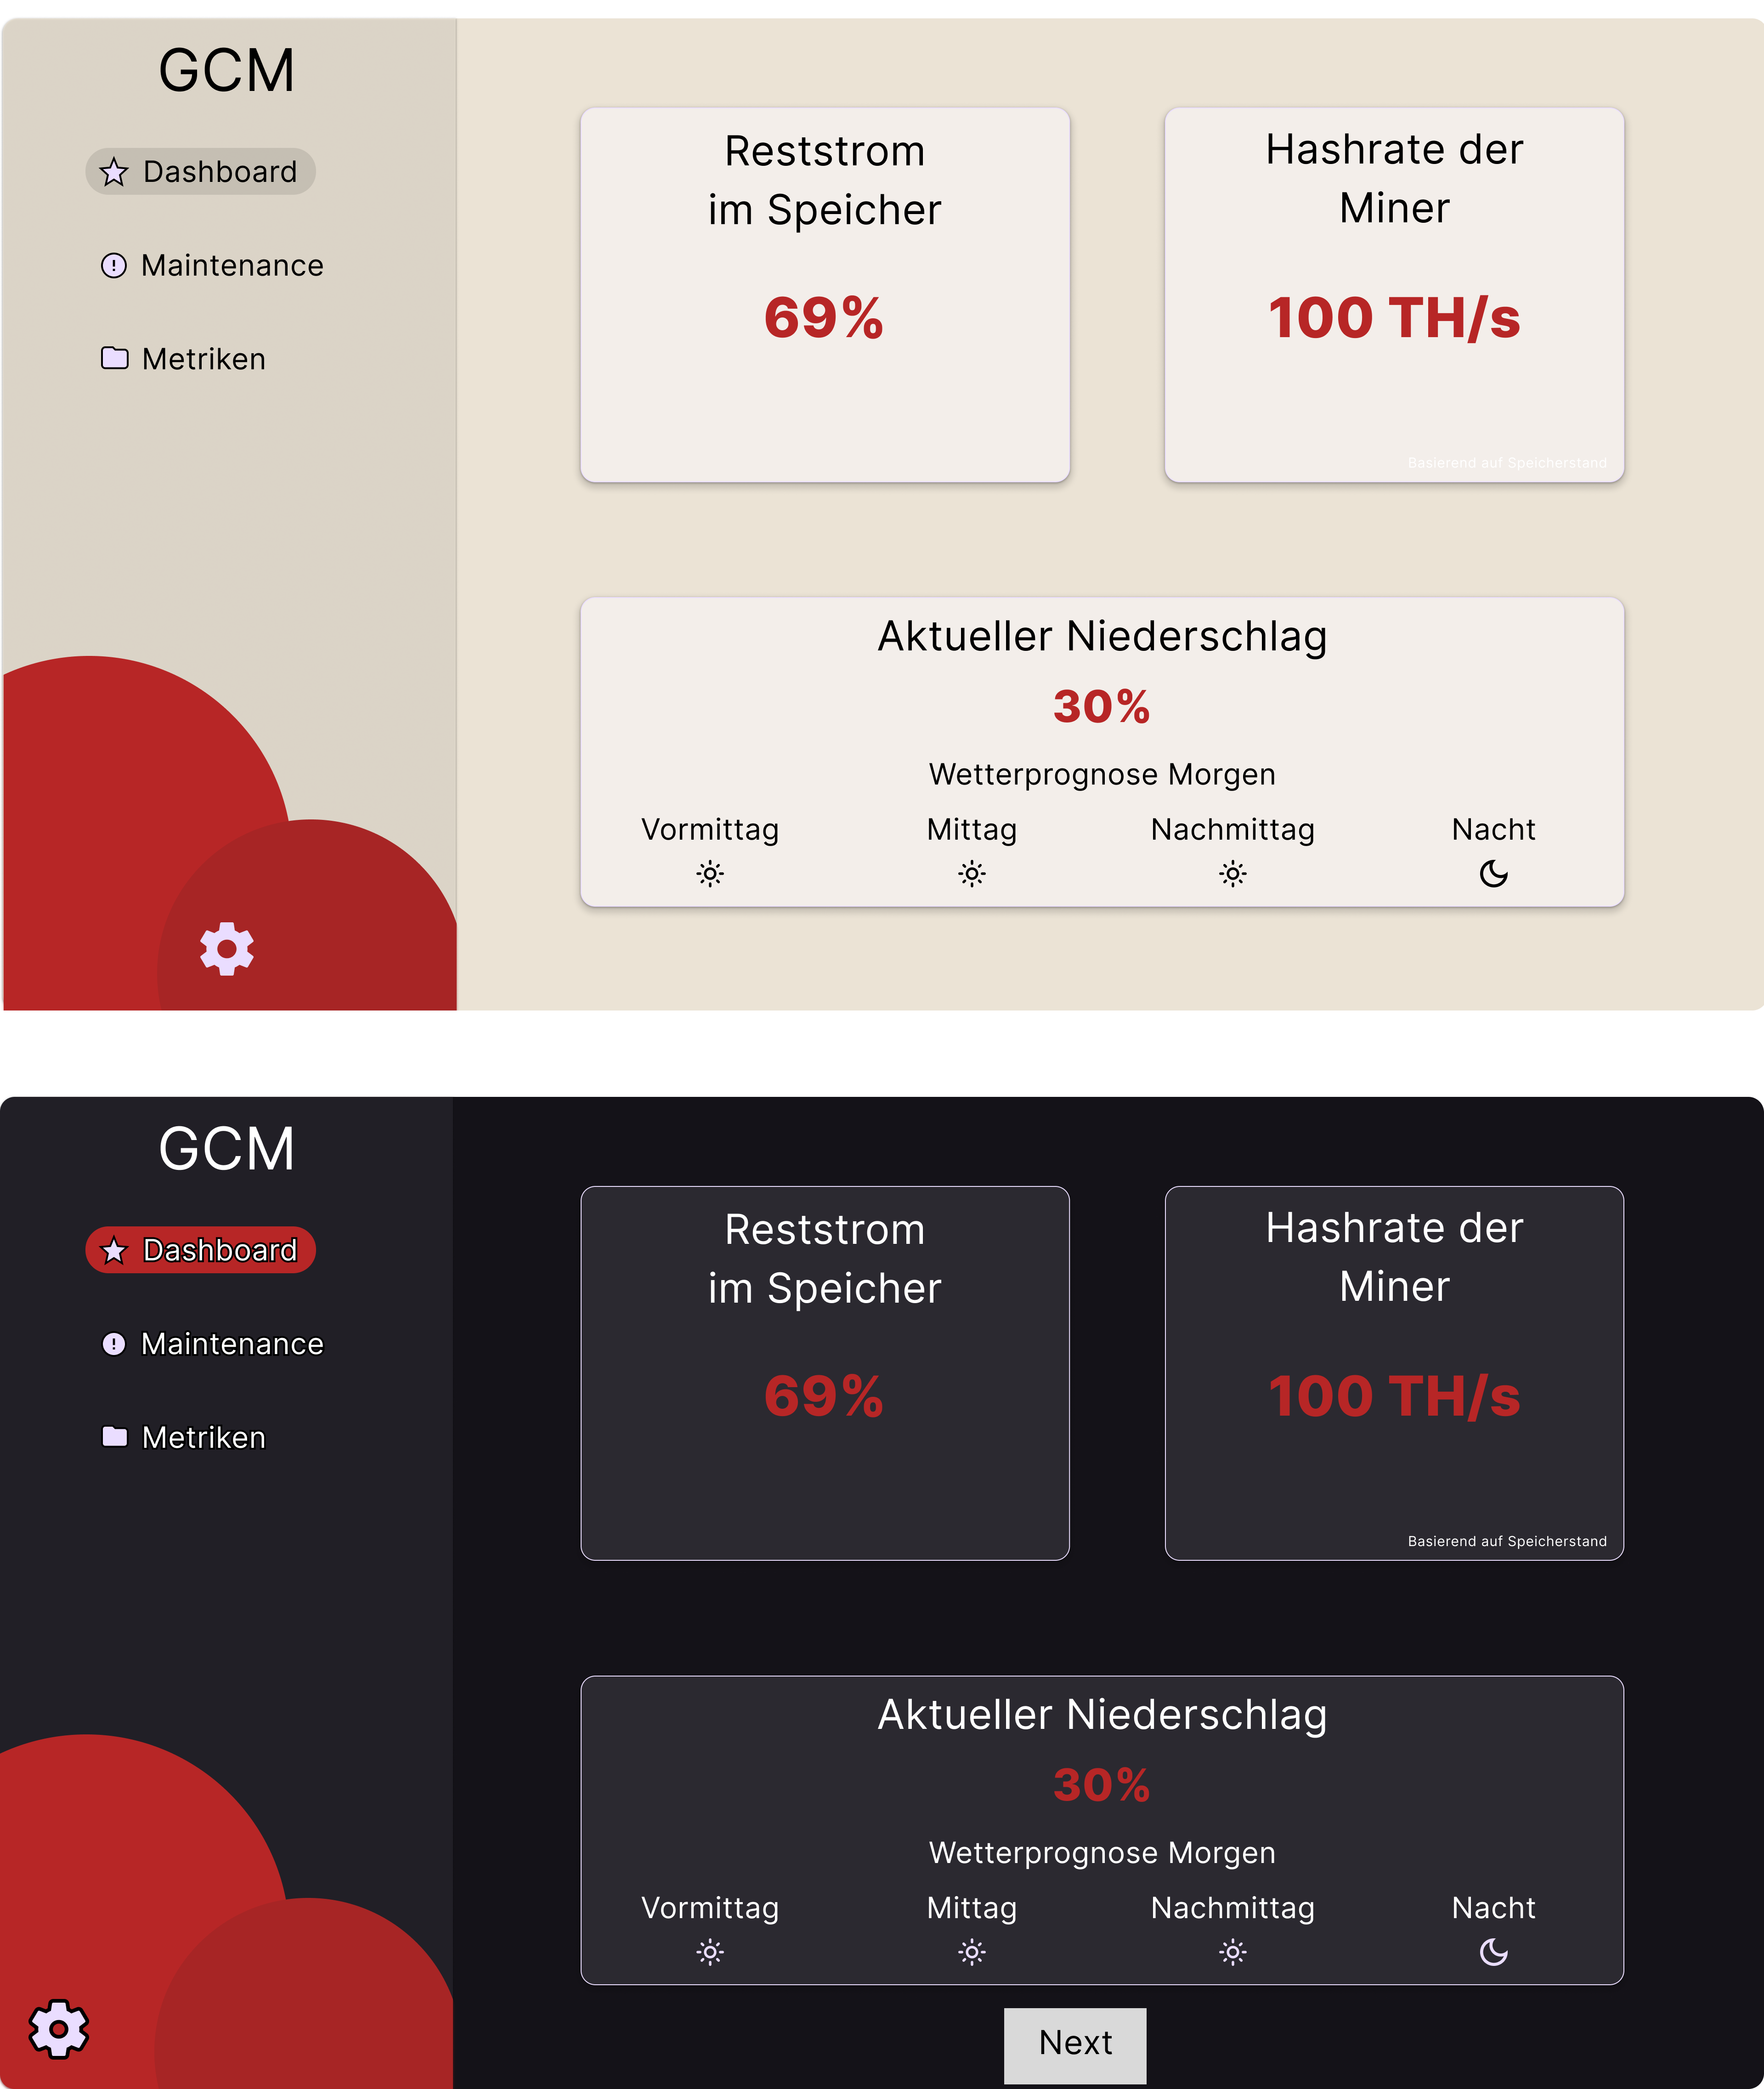 GCM
Dashboard
Maintenance
Metriken
Reststrom
im Speicher
69%
Hashrate der
Miner
100 TH/s
Basierend auf Speicherstand
Aktueller Niederschlag
30%
Wetterprognose Morgen
Vormittag Mittag Nachmittag Nacht
GCM
Dashboard
Maintenance
Metriken
Reststrom
im Speicher
69%
Hashrate der
Miner
100 TH/s
Basierend auf Speicherstand
Aktueller Niederschlag
30%
Wetterprognose Morgen
Vormittag Mittag Nachmittag Nacht
Next